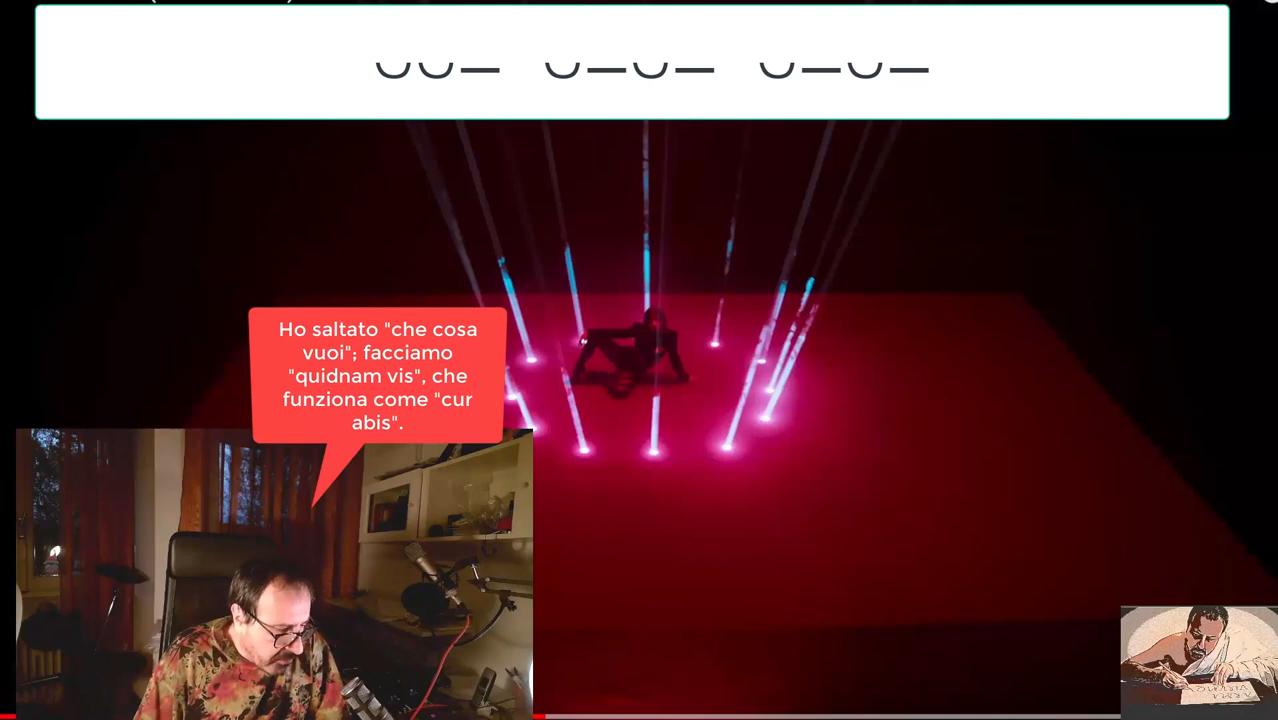 ◡◡— ◡—◡— ◡—◡—
Ho saltato "che cosa
vuoi"; facciamo
"quidnam vis", che
funziona come "cur
abis".